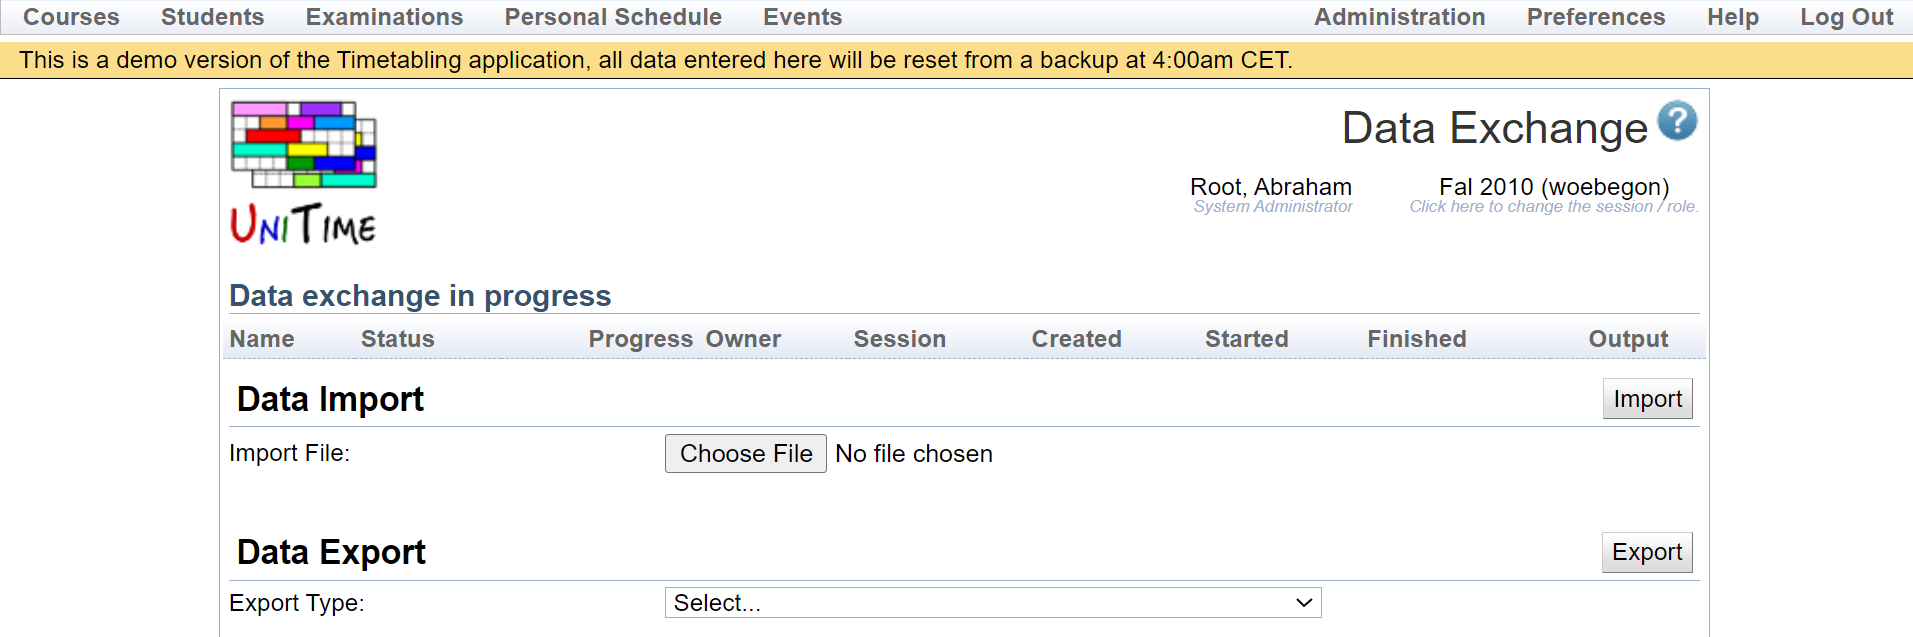 Courses Students Examinations Personal Schedule Events Administration Preferences Help Log Out
This is a demo version of the Timetabling application, all data entered here will be reset from a backup at 4:00am CET.
UniTime
Data Exchange ?
Root, Abraham Fal 2010 (woebegon)
System Administrator Click here to change the session / role.
Data exchange in progress
Name Status Progress Owner Session Created Started Finished Output
Data Import Import
Import File: Choose File No file chosen
Data Export Export
Export Type: Select...